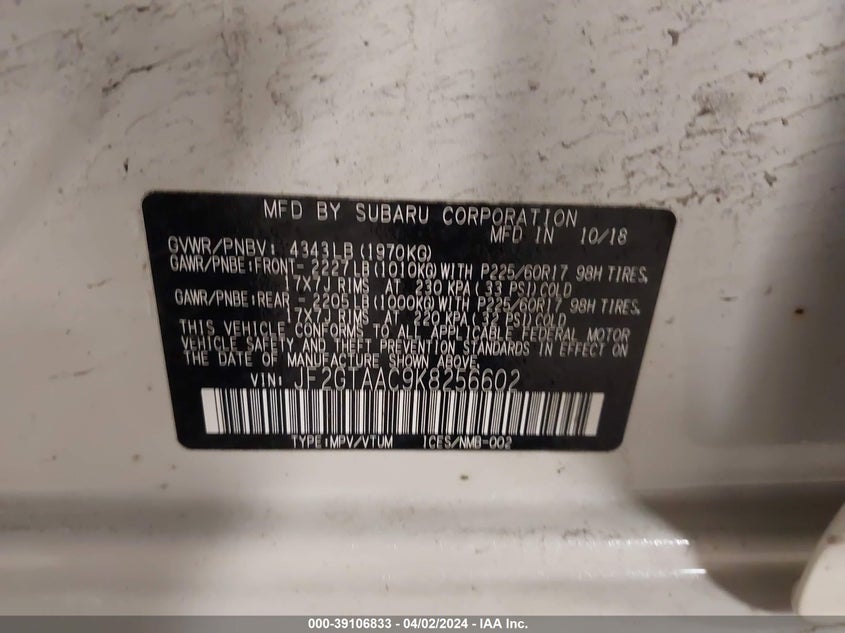 MFD BY SUBARU CORPORATION
MFD IN 10/18
GVWR/PNBV: 4343LB (1970KG)
GAWR/PNBE:FRONT- 2227LB(1010KG) WITH P225/60R17 98H TIRES,
17X7J RIMS AT 230 KPA( 33 PSI) COLD
GAWR/PNBE:REAR - 2205LB(1000KG) WITH P225/60R17 98H TIRES,
17X7J RIMS AT 220 KPA( PSI) COLD.
THIS VEHICLE CONFORMS TO ALL APPLICABLE FEDERAL MOTOR
VEHICLE SAFETY AND THEFT PREVENTION STANDARDS IN EFFECT ON
THE DATE OF MANUFACTURE SHOWN ABOVE.
VIN: JF2GTAAC9K8256602
TYPE:MPV/VTUM ICES/NMB-002
000-39106833 - 04/02/2024 - IAA Inc.